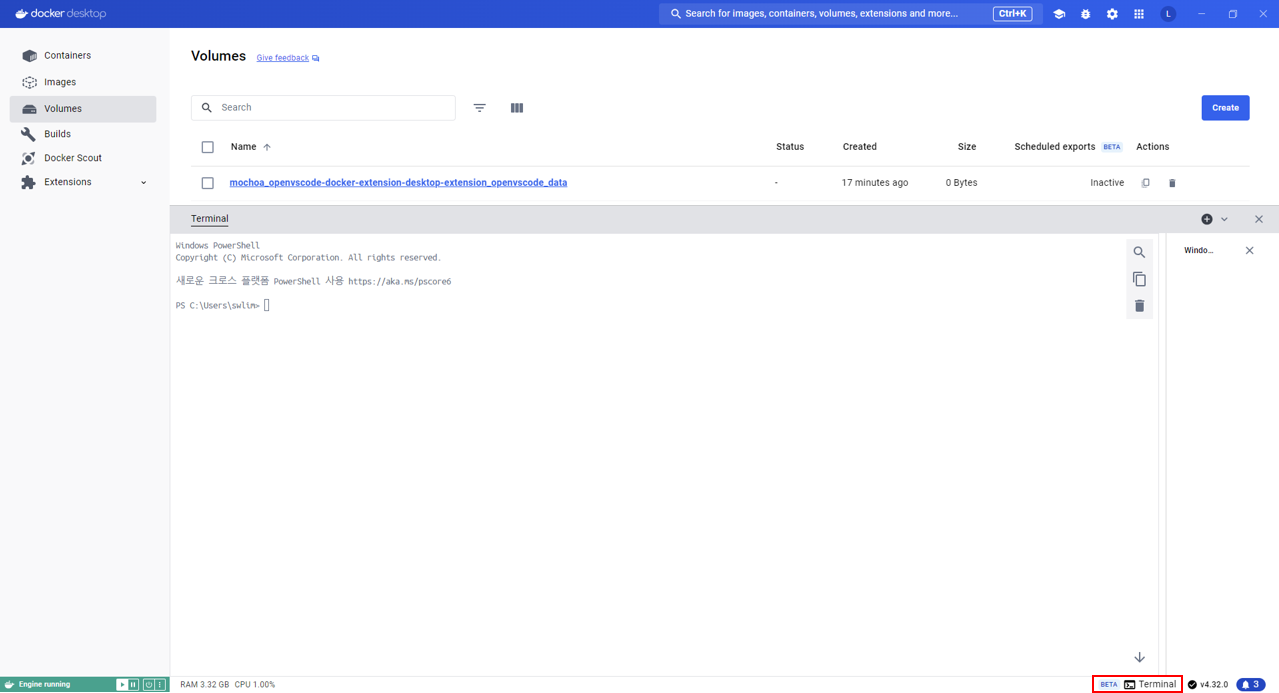 docker desktop
Search for images, containers, volumes, extensions and more... Ctrl+K
L
Containers
Images
Volumes
Builds
Docker Scout
Extensions
Volumes Give feedback
Search
Create
Name Status Created Size Scheduled exports BETA Actions
mochoa_openvscode-docker-extension-desktop-extension_openvscode_data - 17 minutes ago 0 Bytes Inactive
Terminal
Windows PowerShell
Copyright (C) Microsoft Corporation. All rights reserved.
새로운 크로스 플랫폼 PowerShell 사용 https://aka.ms/pscore6
PS C:\Users\swlim>
Windo...
Engine running
RAM 3.32 GB CPU 1.00%
BETA Terminal
v4.32.0
3